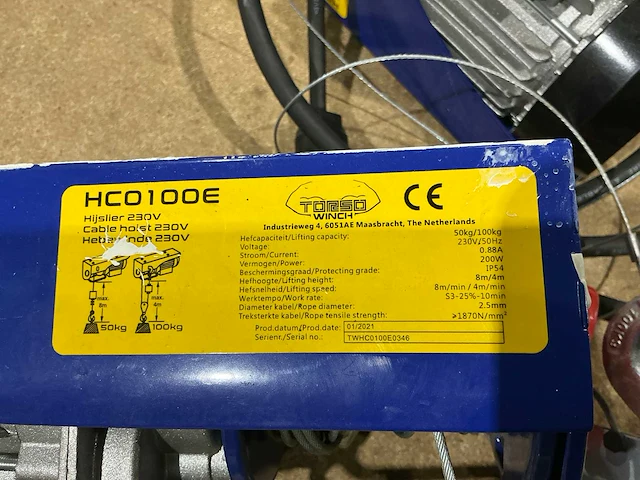 HC0100E
Hijslier 230V
Cable hoist 230V
230V
max.
8m
50kg
max.
4m
100kg
TORSO
WINCH
CE
Industrieweg 4, 6051AE Maasbracht, The Netherlands
Hefcapaciteit/Lifting capacity: 50kg/100kg
Voltage: 230V/50Hz
Stroom/Current: 0.88A
Vermogen/Power: 200W
Beschermingsgraad/Protecting grade: IP54
Hefhoogte/Lifting height: 8m/4m
Hefsnelheid/Lifting speed: 8m/min / 4m/min
Werktempo/Work rate: S3-25%-10min
Diameter kabel/Rope diameter: 2.5mm
Treksterkte kabel/Rope tensile strength: ≥1870N/mm²
Prod.datum/Prod.date: 01/2021
Serienr./Serial no.: TWHC0100E0346